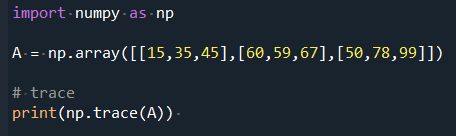 import numpy as np
A = np.array([[15,35,45],[60,59,67],[50,78,99]])
# trace
print(np.trace(A))